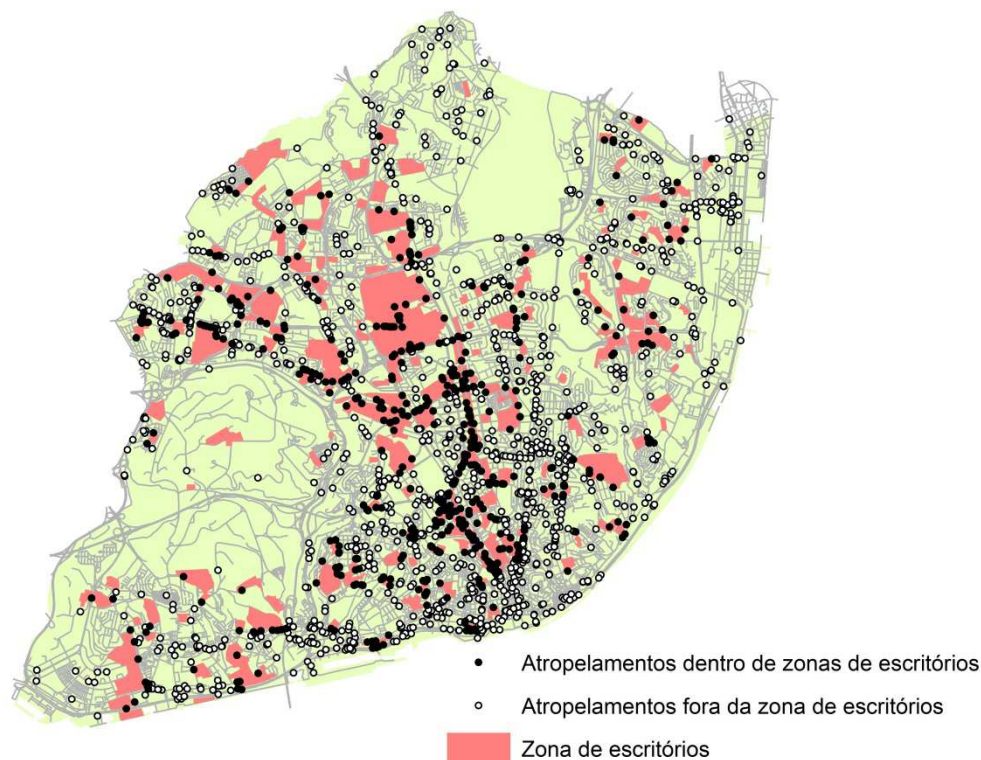 Atropelamentos dentro de zonas de escritórios
Atropelamentos fora da zona de escritórios
Zona de escritórios